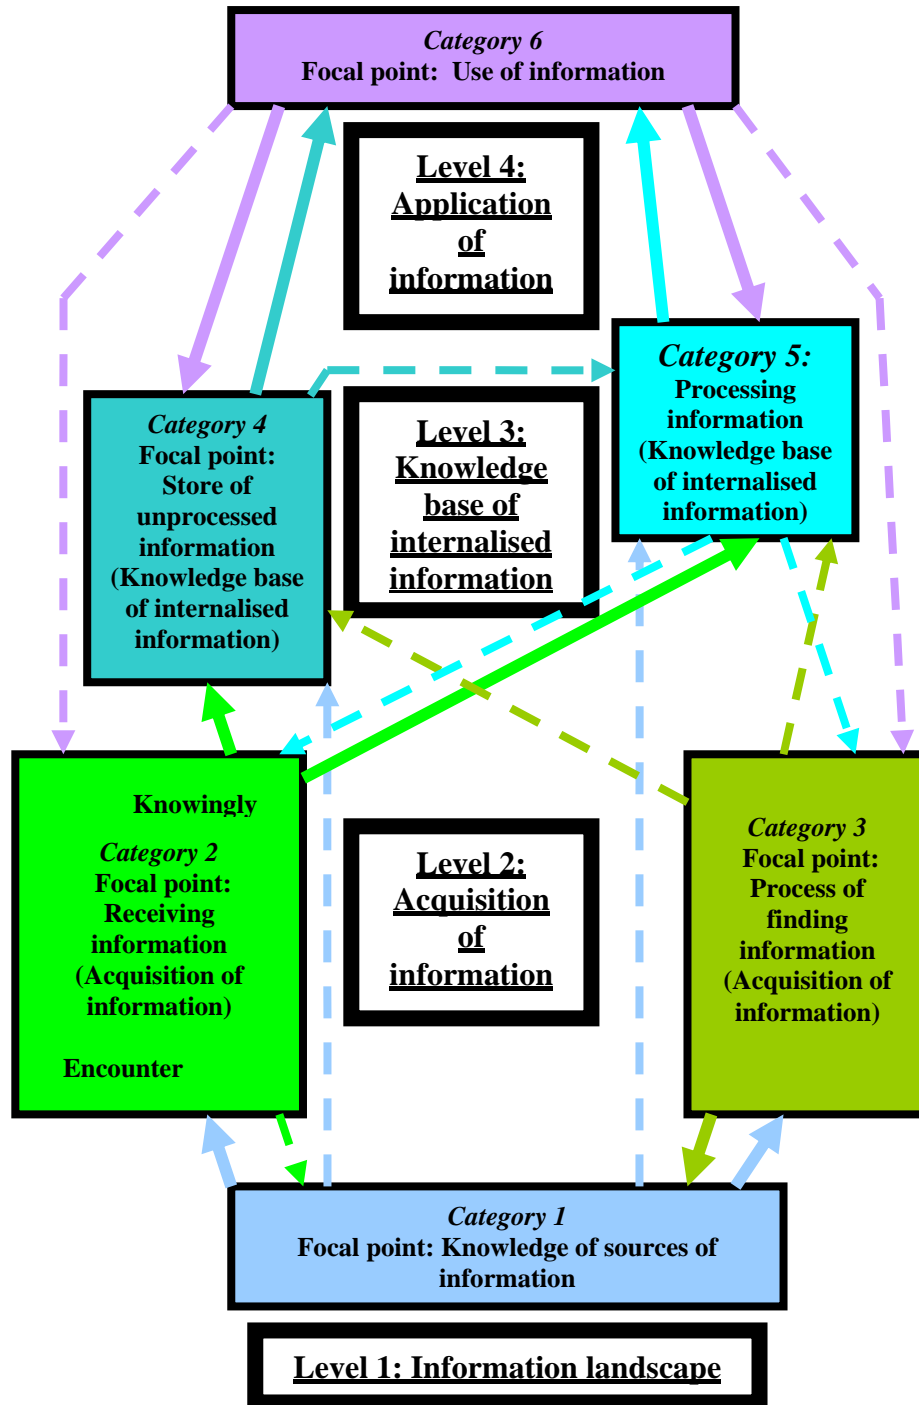 Category 6
Focal point:  Use of information
Level 4:
Application
of
information
Category 5:
Processing
information
(Knowledge base
of internalised
information)
Category 4
Focal point:
Store of
unprocessed
information
(Knowledge base
of internalised
information)
Level 3:
Knowledge
base of
internalised
information
Knowingly
Category 2
Focal point:
Receiving
information
(Acquisition of
information)
Encounter
Level 2:
Acquisition
of
information
Category 3
Focal point:
Process of
finding
information
(Acquisition of
information)
Category 1
Focal point: Knowledge of sources of
information
Level 1: Information landscape